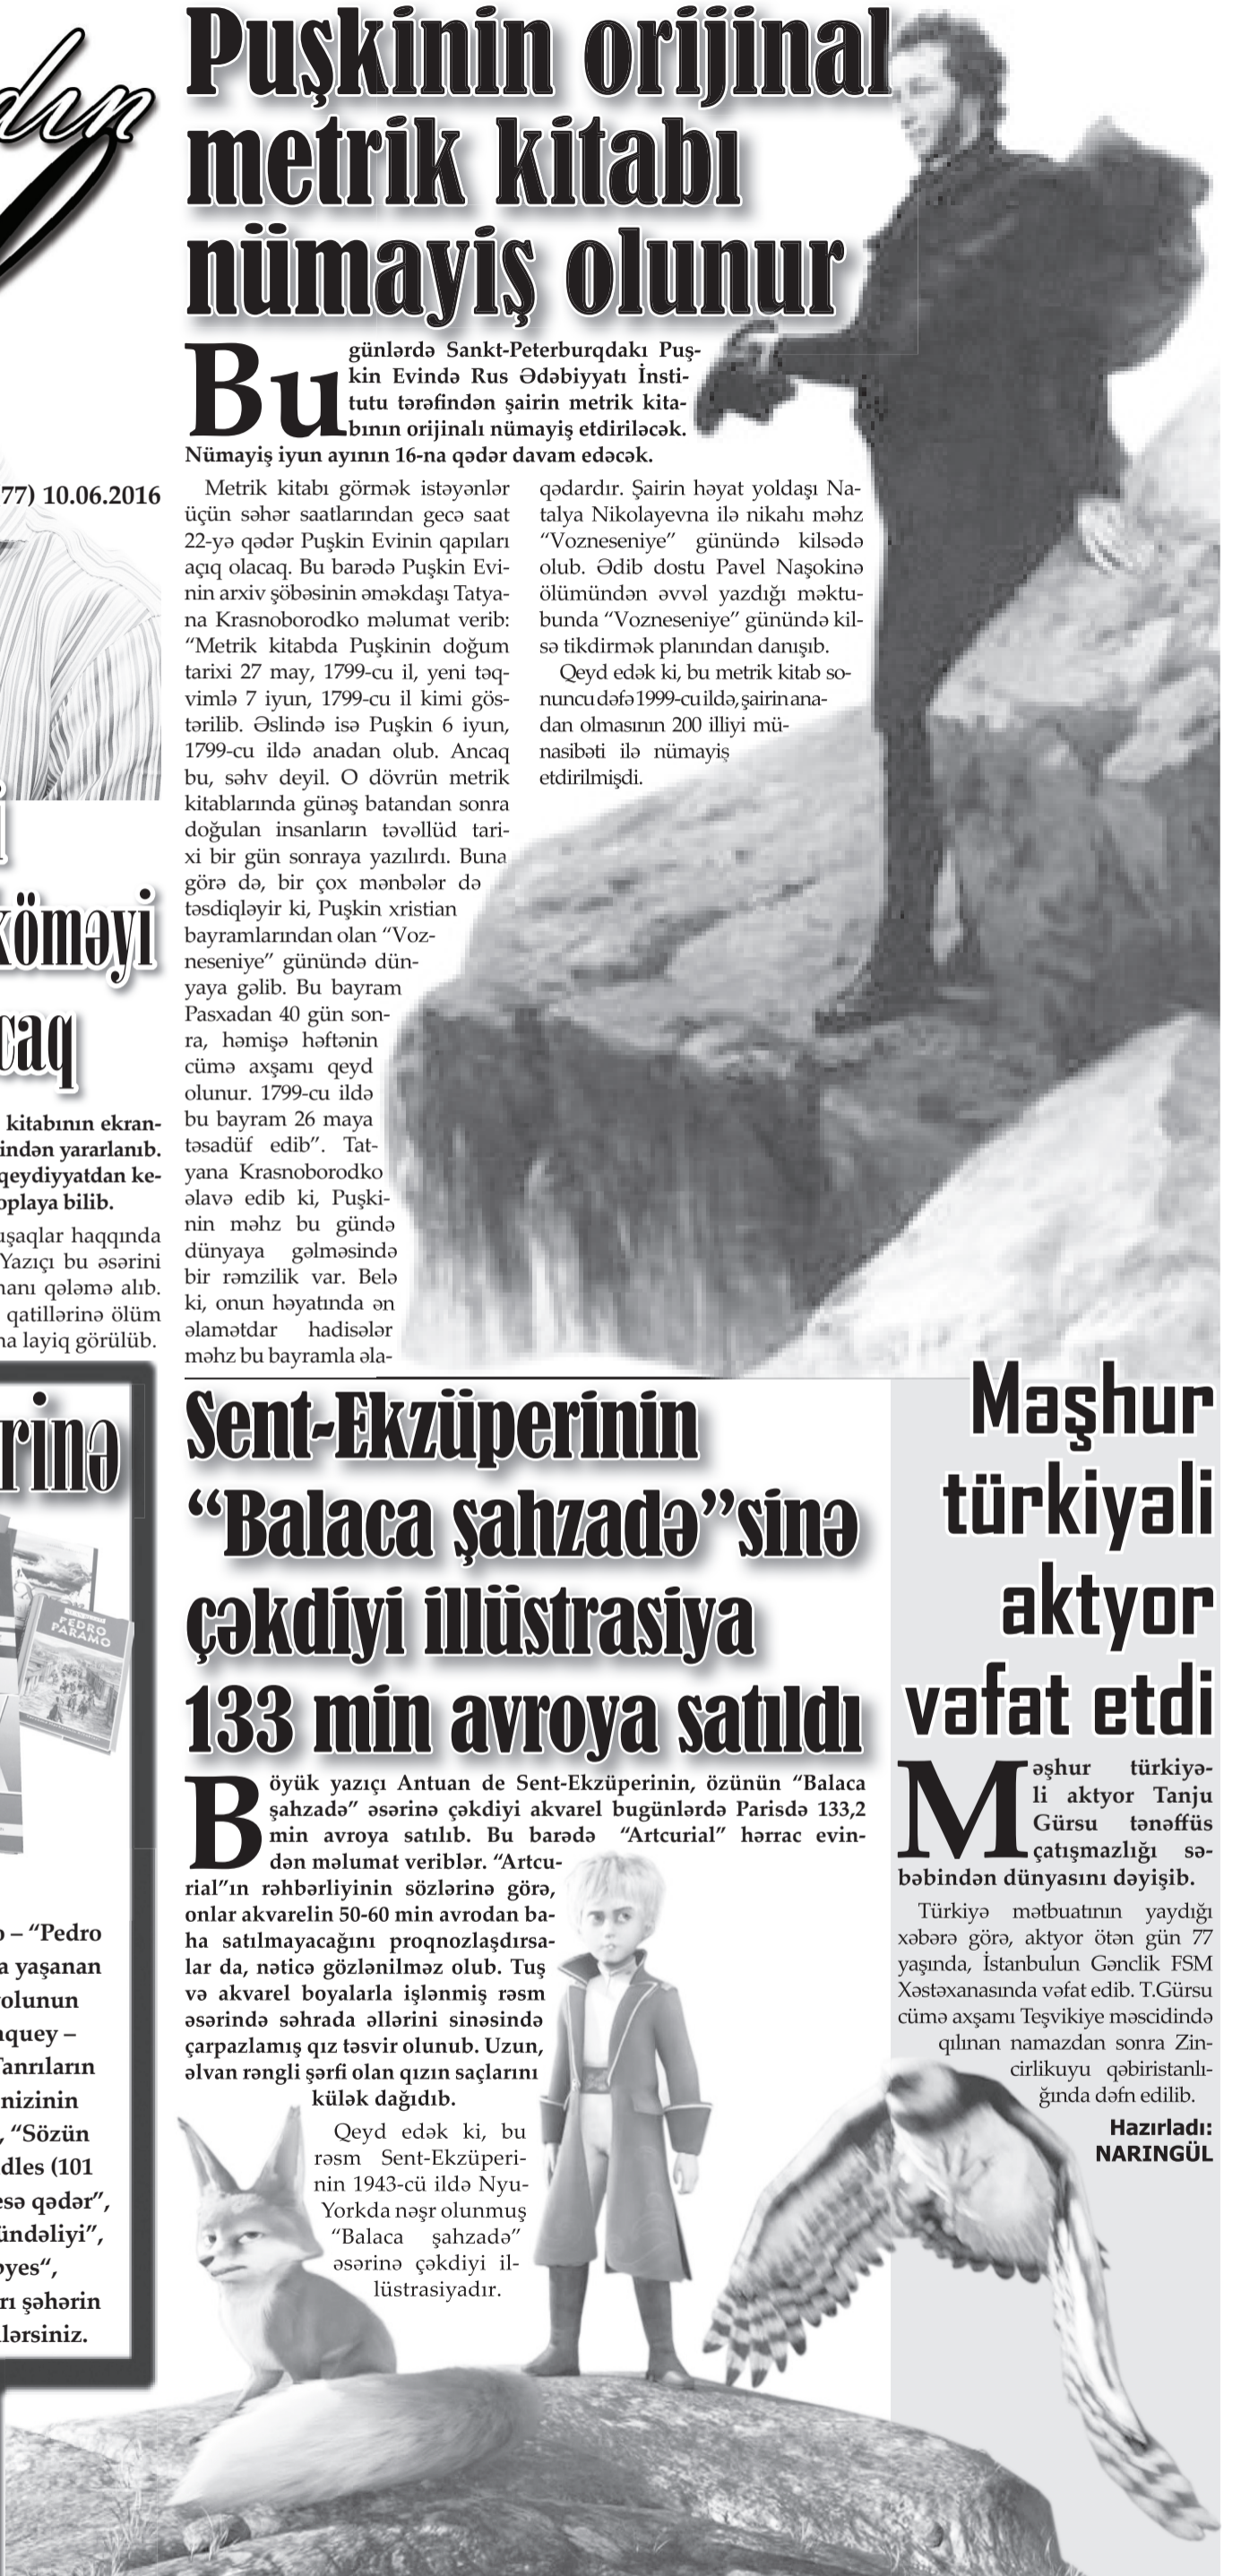 dın
77) 10.06.2016
i
köməyi
caq
kitabının ekran-
indən yararlanıb.
qeydiyyatdan ke-
oplaya bilib.
uşaqlar haqqında
Yazıçı bu əsərini
manı qələmə alıb.
qatillərinə ölüm
na layiq görülüb.
rinə
PEDRO
PARAMO
– “Pedro
a yaşanan
yolunun
aquey –
Tanrıların
nizinin
, “Sözün
dles (101
esə qədər”,
ündəliyi”,
oyes“,
rı şəhərin
lərsiniz.
Puşkinin orijinal
metrik kitabı
nümayiş olunur
Bu günlərdə Sankt-Peterburqdakı Puş-
kin Evində Rus Ədəbiyyatı İnsti-
tutu tərəfindən şairin metrik kita-
bının orijinalı nümayiş etdiriləcək.
Nümayiş iyun ayının 16-na qədər davam edəcək.
Metrik kitabı görmək istəyənlər
üçün səhər saatlarından gecə saat
22-yə qədər Puşkin Evinin qapıları
açıq olacaq. Bu barədə Puşkin Evi-
nin arxiv şöbəsinin əməkdaşı Tatya-
na Krasnoborodko məlumat verib:
“Metrik kitabda Puşkinin doğum
tarixi 27 may, 1799-cu il, yeni təq-
vimlə 7 iyun, 1799-cu il kimi gös-
tərilib. Əslində isə Puşkin 6 iyun,
1799-cu ildə anadan olub. Ancaq
bu, səhv deyil. O dövrün metrik
kitablarında günəş batandan sonra
doğulan insanların təvəllüd tari-
xi bir gün sonraya yazılırdı. Buna
görə də, bir çox mənbələr də
təsdiqləyir ki, Puşkin xristian
bayramlarından olan “Voz-
neseniye” günündə dün-
yaya gəlib. Bu bayram
Pasxadan 40 gün son-
ra, həmişə həftənin
cümə axşamı qeyd
olunur. 1799-cu ildə
bu bayram 26 maya
təsadüf edib”. Tat-
yana Krasnoborodko
əlavə edib ki, Puşki-
nin məhz bu gündə
dünyaya gəlməsində
bir rəmzilik var. Belə
ki, onun həyatında ən
əlamətdar hadisələr
məhz bu bayramla əla-
qədardır. Şairin həyat yoldaşı Na-
talya Nikolayevna ilə nikahı məhz
“Vozneseniye” günündə kilsədə
olub. Ədib dostu Pavel Naşokinə
ölümündən əvvəl yazdığı məktu-
bunda “Vozneseniye” günündə kil-
sə tikdirmək planından danışıb.
Qeyd edək ki, bu metrik kitab so-
nuncu dəfə 1999-cu ildə, şairin ana-
dan olmasının 200 illiyi mü-
nasibəti ilə nümayiş
etdirilmişdi.
Sent-Ekzüperinin
“Balaca şahzadə”sinə
çəkdiyi illüstrasiya
133 min avroya satıldı
Böyük yazıçı Antuan de Sent-Ekzüperinin, özünün “Balaca
şahzadə” əsərinə çəkdiyi akvarel bugünlərdə Parisdə 133,2
min avroya satılıb. Bu barədə “Artcurial” hərrac evin-
dən məlumat veriblər. “Artcu-
rial”ın rəhbərliyinin sözlərinə görə,
onlar akvarelin 50-60 min avrodan ba-
ha satılmayacağını proqnozlaşdırsa-
lar da, nəticə gözlənilməz olub. Tuş
və akvarel boyalarla işlənmiş rəsm
əsərində səhrada əllərini sinəsində
çarpazlamış qız təsvir olunub. Uzun,
əlvan rəngli şərfi olan qızın saçlarını
külək dağıdıb.
Qeyd edək ki, bu
rəsm Sent-Ekzüperi-
nin 1943-cü ildə Nyu-
Yorkda nəşr olunmuş
“Balaca şahzadə”
əsərinə çəkdiyi il-
lüstrasiyadır.
Məşhur
türkiyəli
aktyor
vəfat etdi
Məşhur türkiyə-
li aktyor Tanju
Gürsu tənəffüs
çatışmazlığı sə-
bəbindən dünyasını dəyişib.
Türkiyə mətbuatının yaydığı
xəbərə görə, aktyor ötən gün 77
yaşında, İstanbulun Gənclik FSM
Xəstəxanasında vəfat edib. T.Gürsu
cümə axşamı Teşvikiye məscidində
qılınan namazdan sonra Zin-
cirlikuyu qəbiristanlı-
ğında dəfn edilib.
Hazırladı:
NARINGÜL